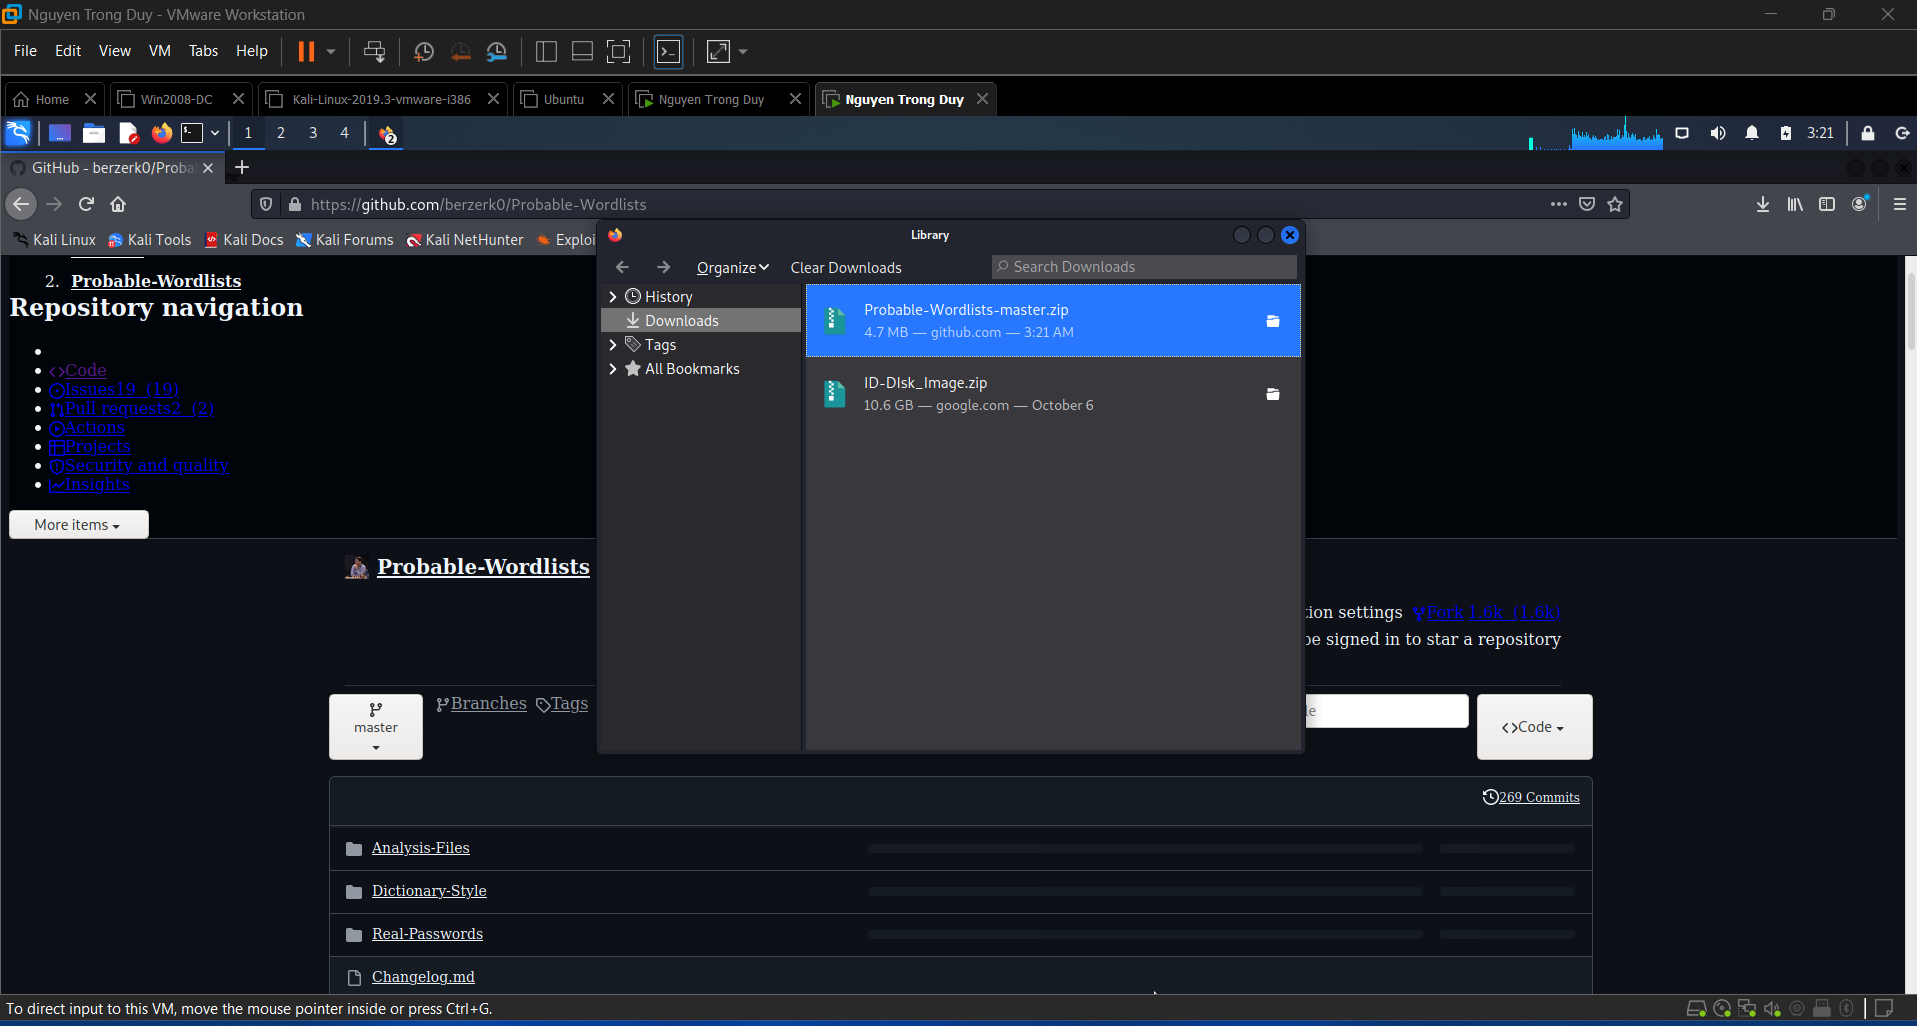 Nguyen Trong Duy - VMware Workstation
File Edit View VM Tabs Help
Home Win2008-DC Kali-Linux-2019.3-vmware-i386 Ubuntu Nguyen Trong Duy Nguyen Trong Duy
1 2 3 4 2 3:21
GitHub - berzerk0/Proba
https://github.com/berzerk0/Probable-Wordlists
Kali Linux Kali Tools Kali Docs Kali Forums Kali NetHunter Exploi
Library
Organize Clear Downloads Search Downloads
History
Downloads
Tags
All Bookmarks
Probable-Wordlists-master.zip
4.7 MB — github.com — 3:21 AM
ID-DIsk_Image.zip
10.6 GB — google.com — October 6
2. Probable-Wordlists
Repository navigation
Code
Issues19 (19)
Pull requests2 (2)
Actions
Projects
Security and quality
Insights
More items
Probable-Wordlists
tion settings Fork 1.6k (1.6k)
be signed in to star a repository
master
Branches Tags
le
Code
269 Commits
Analysis-Files
Dictionary-Style
Real-Passwords
Changelog.md
To direct input to this VM, move the mouse pointer inside or press Ctrl+G.